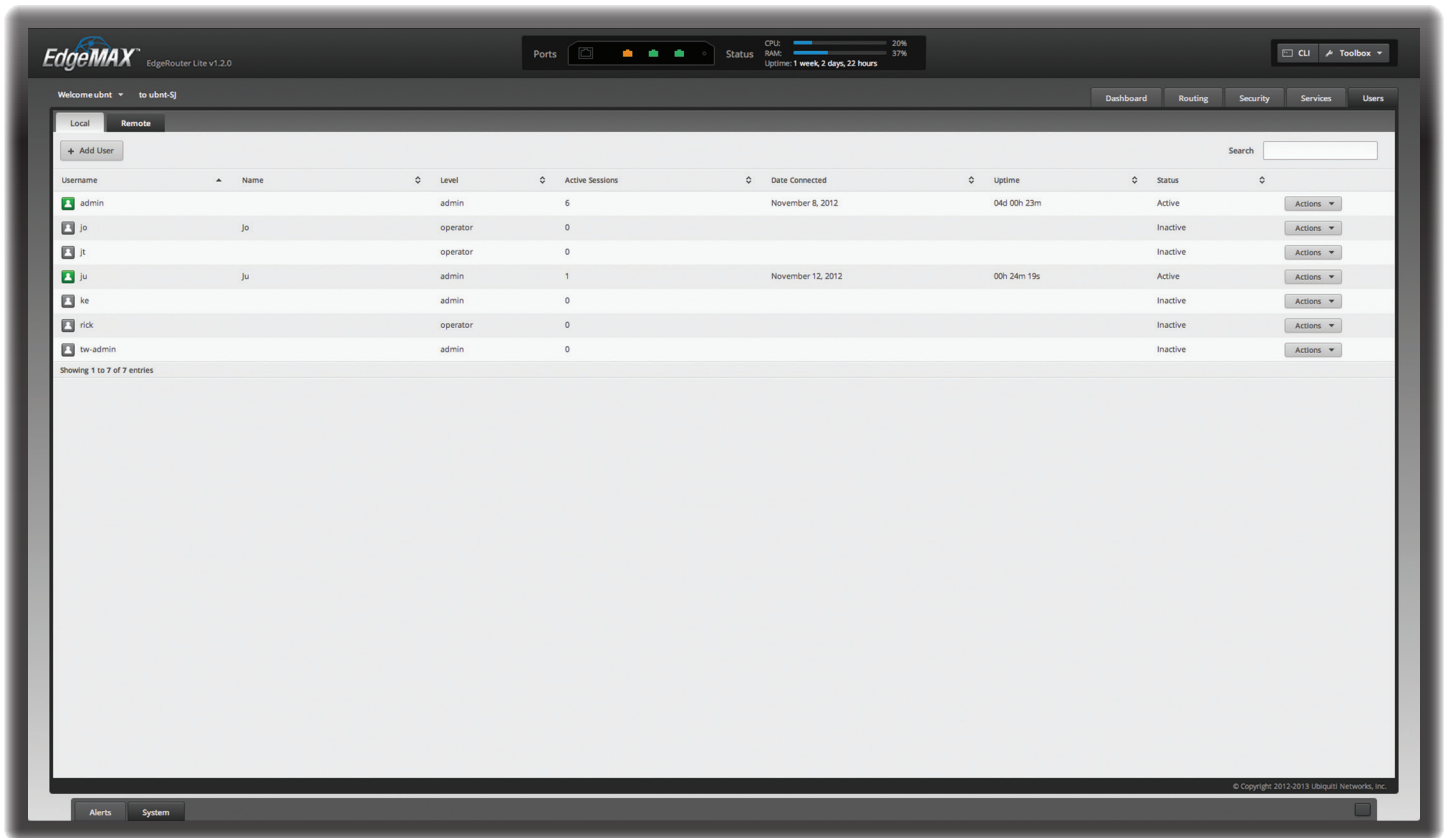 EdgeMAX™ EdgeRouter Lite v1.2.0
Ports
Status
CPU: 20%
RAM: 37%
Uptime: 1 week, 2 days, 22 hours
CLI Toolbox
Welcome ubnt to ubnt-SJ
Dashboard Routing Security Services Users
Local Remote
+ Add User
Search
Username Name Level Active Sessions Date Connected Uptime Status
admin admin 6 November 8, 2012 04d 00h 23m Active Actions
jo Jo operator 0 Inactive Actions
jt operator 0 Inactive Actions
ju Ju admin 1 November 12, 2012 00h 24m 19s Active Actions
ke admin 0 Inactive Actions
rick operator 0 Inactive Actions
tw-admin admin 0 Inactive Actions
Showing 1 to 7 of 7 entries
© Copyright 2012-2013 Ubiquiti Networks, Inc.
Alerts System